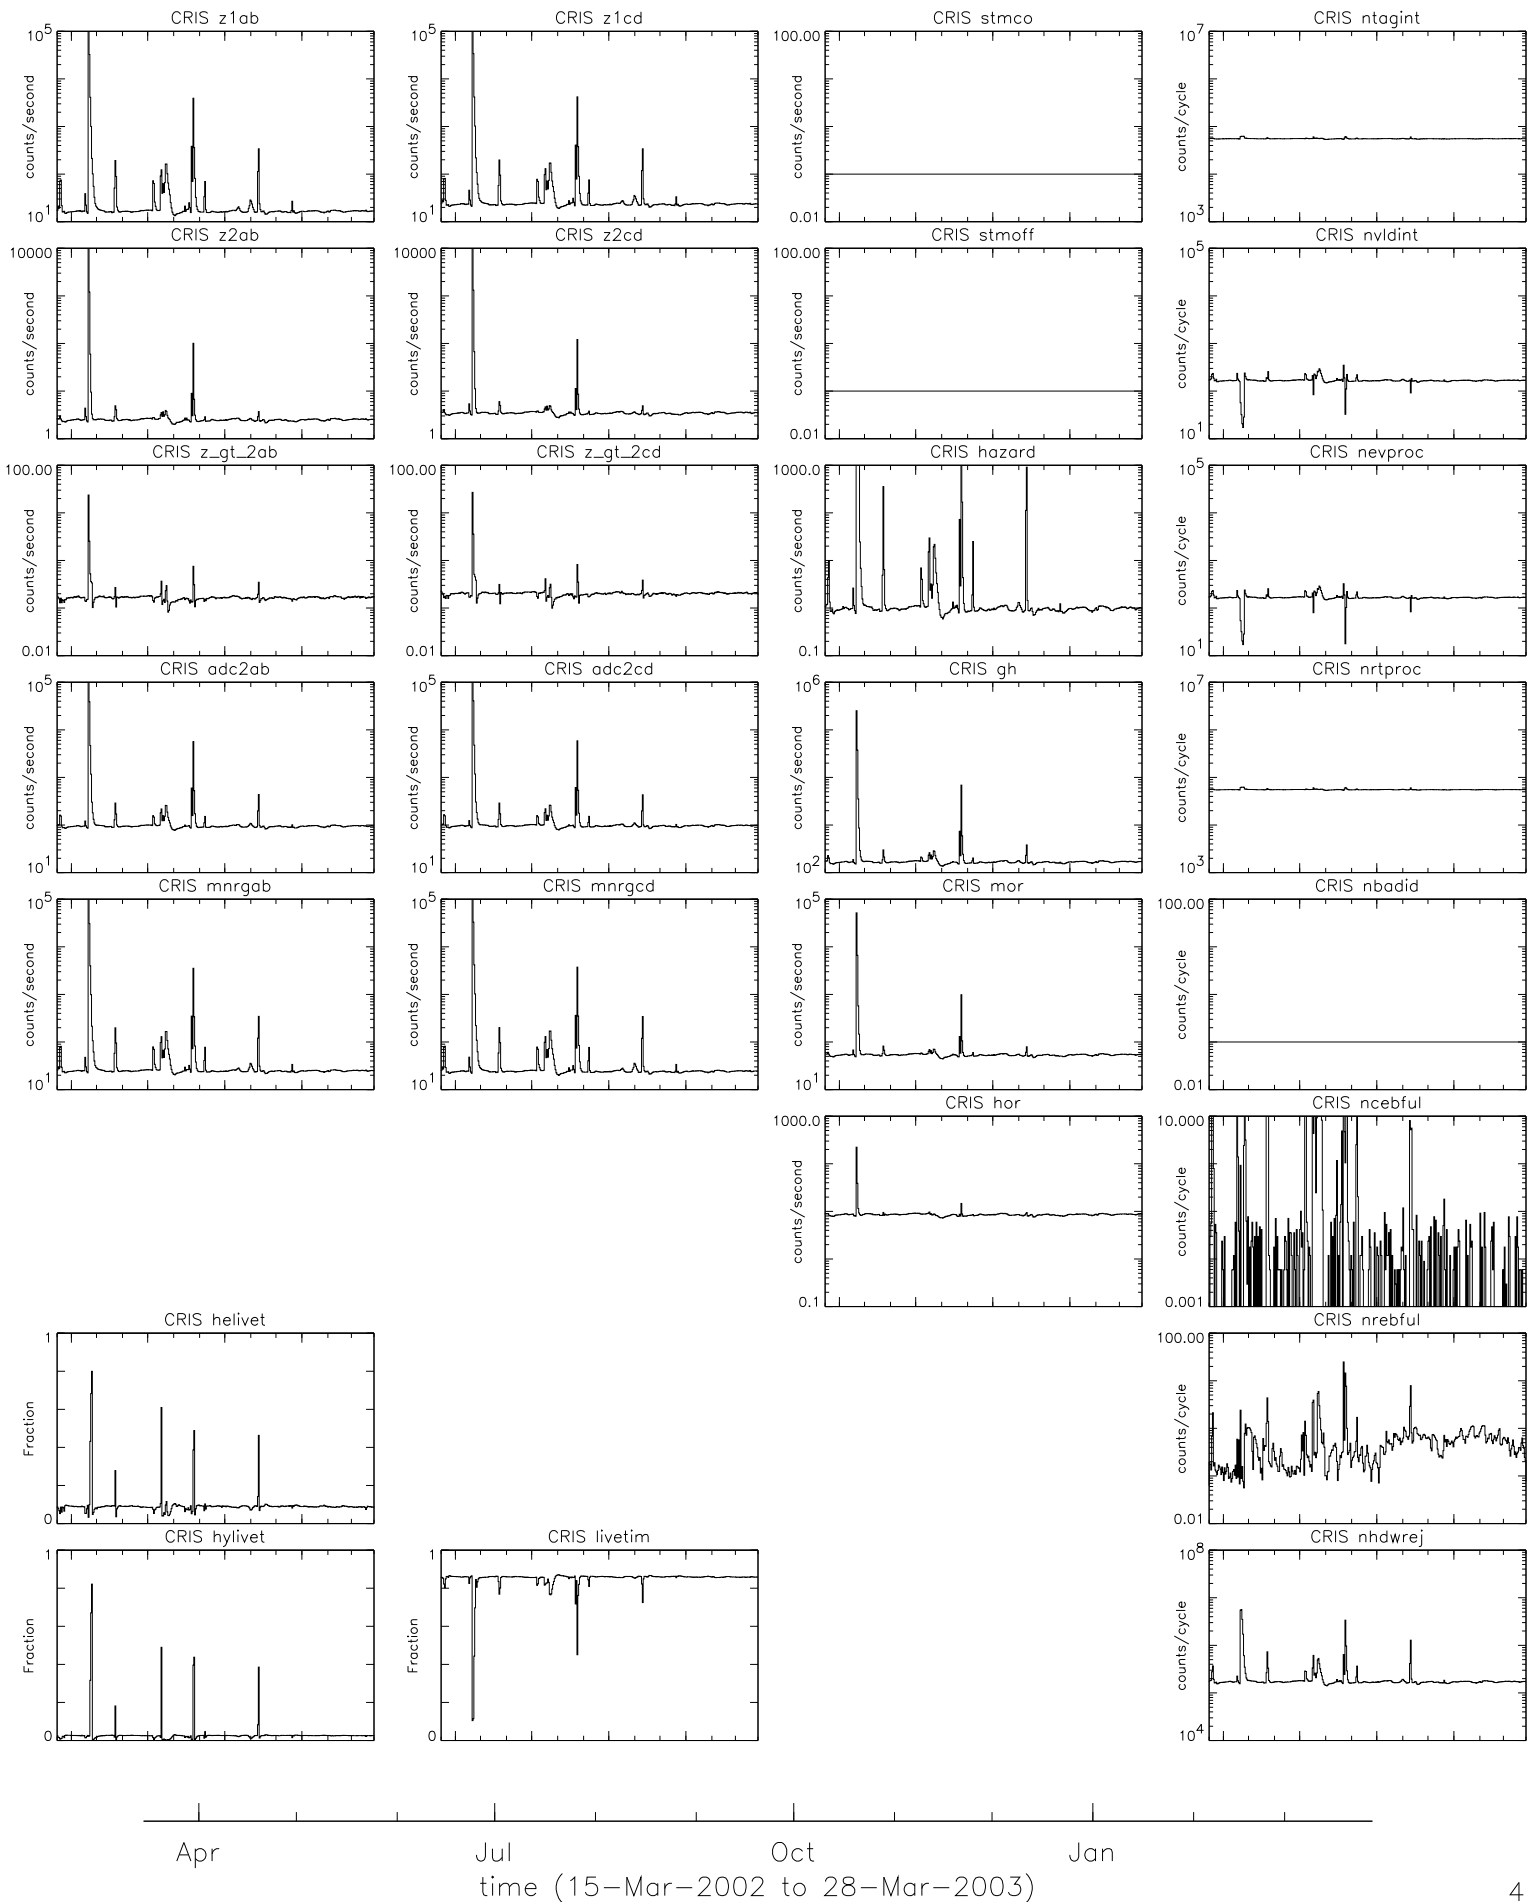 CRIS z1ab
10^5
counts/second
10^1
CRIS z1cd
10^5
counts/second
10^1
CRIS stmco
100.00
counts/second
0.01
CRIS ntagint
10^7
counts/cycle
10^3
CRIS z2ab
10000
counts/second
1
CRIS z2cd
10000
counts/second
1
CRIS stmoff
100.00
counts/second
0.01
CRIS nvldint
10^5
counts/cycle
10^1
CRIS z_gt_2ab
100.00
counts/second
0.01
CRIS z_gt_2cd
100.00
counts/second
0.01
CRIS hazard
1000.0
counts/second
0.1
CRIS nevproc
10^5
counts/cycle
10^1
CRIS adc2ab
10^5
counts/second
10^1
CRIS adc2cd
10^5
counts/second
10^1
CRIS gh
10^6
counts/second
10^2
CRIS nrtproc
10^7
counts/cycle
10^3
CRIS mnrgab
10^5
counts/second
10^1
CRIS mnrgcd
10^5
counts/second
10^1
CRIS mor
10^5
counts/second
10^1
CRIS nbadid
100.00
counts/cycle
0.01
CRIS hor
1000.0
counts/second
0.1
CRIS ncebful
10.000
counts/cycle
0.001
CRIS helivet
1
Fraction
0
CRIS nrebful
100.00
counts/cycle
0.01
CRIS hylivet
1
Fraction
0
CRIS livetim
1
Fraction
0
CRIS nhdwrej
10^8
counts/cycle
10^4
Apr Jul Oct Jan
time (15-Mar-2002 to 28-Mar-2003)
4